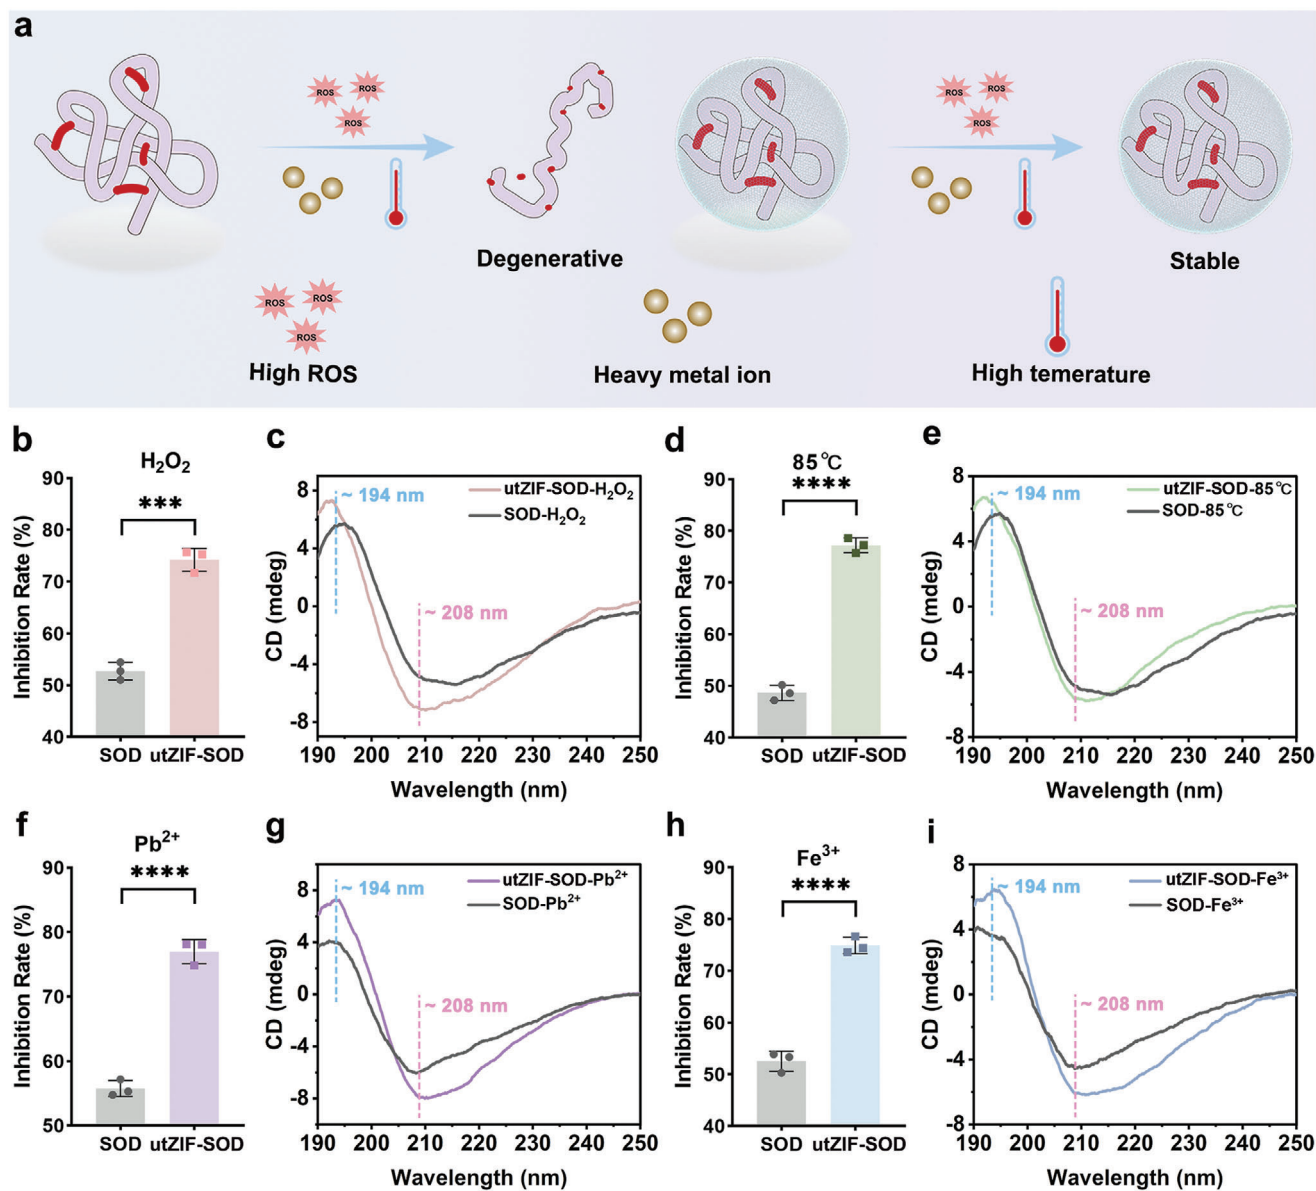 a
ROS ROS ROS
ROS ROS ROS
Degenerative
Stable
ROS ROS ROS
High ROS
Heavy metal ion
High temerature
b
H₂O₂
***
Inhibition Rate (%)
90
80
70
60
50
40
SOD utZIF-SOD
c
~ 194 nm
utZIF-SOD-H₂O₂
SOD-H₂O₂
~ 208 nm
CD (mdeg)
8
4
0
-4
-8
190 200 210 220 230 240 250
Wavelength (nm)
d
85℃
****
Inhibition Rate (%)
90
80
70
60
50
40
SOD utZIF-SOD
e
~ 194 nm
utZIF-SOD-85℃
SOD-85℃
~ 208 nm
CD (mdeg)
8
4
0
-4
-8
190 200 210 220 230 240 250
Wavelength (nm)
f
Pb²⁺
****
Inhibition Rate (%)
90
80
70
60
50
SOD utZIF-SOD
g
~ 194 nm
utZIF-SOD-Pb²⁺
SOD-Pb²⁺
~ 208 nm
CD (mdeg)
8
4
0
-4
-8
190 200 210 220 230 240 250
Wavelength (nm)
h
Fe³⁺
****
Inhibition Rate (%)
90
80
70
60
50
40
SOD utZIF-SOD
i
~ 194 nm
utZIF-SOD-Fe³⁺
SOD-Fe³⁺
~ 208 nm
CD (mdeg)
8
4
0
-4
-8
190 200 210 220 230 240 250
Wavelength (nm)